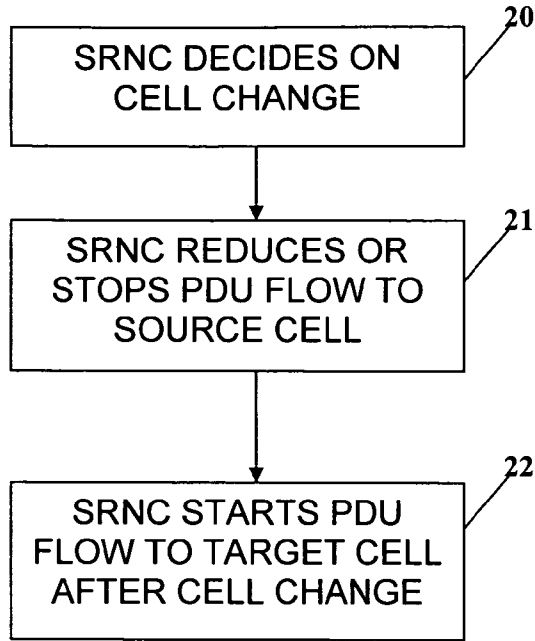 20
SRNC DECIDES ON
CELL CHANGE
21
SRNC REDUCES OR
STOPS PDU FLOW TO
SOURCE CELL
22
SRNC STARTS PDU
FLOW TO TARGET CELL
AFTER CELL CHANGE